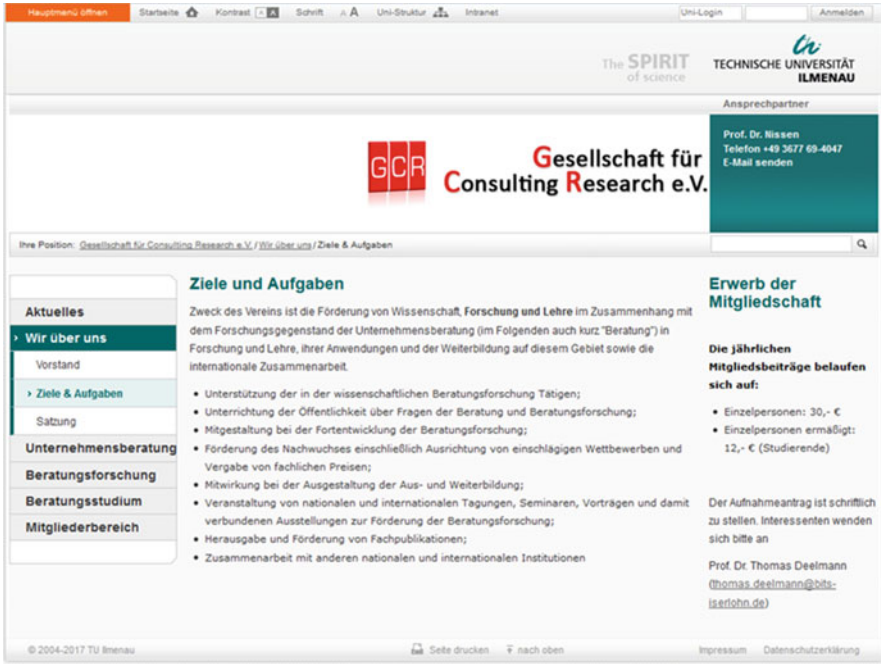 Hauptmenü öffnen Startseite Kontrast A A Schrift A A Uni-Struktur Intranet Uni-Login Anmelden
The SPIRIT
of science
th
TECHNISCHE UNIVERSITÄT
ILMENAU
Ansprechpartner
Prof. Dr. Nissen
Telefon +49 3677 69-4047
E-Mail senden
GCR
Gesellschaft für
Consulting Research e.V.
Ihre Position: Gesellschaft für Consulting Research e.V. / Wir über uns / Ziele & Aufgaben
Aktuelles
Wir über uns
Vorstand
Ziele & Aufgaben
Satzung
Unternehmensberatung
Beratungsforschung
Beratungsstudium
Mitgliederbereich
Ziele und Aufgaben
Zweck des Vereins ist die Förderung von Wissenschaft, Forschung und Lehre im Zusammenhang mit
dem Forschungsgegenstand der Unternehmensberatung (im Folgenden auch kurz "Beratung") in
Forschung und Lehre, ihrer Anwendungen und der Weiterbildung auf diesem Gebiet sowie die
internationale Zusammenarbeit.
• Unterstützung der in der wissenschaftlichen Beratungsforschung Tätigen;
• Unterrichtung der Öffentlichkeit über Fragen der Beratung und Beratungsforschung;
• Mitgestaltung bei der Fortentwicklung der Beratungsforschung;
• Förderung des Nachwuchses einschließlich Ausrichtung von einschlägigen Wettbewerben und
Vergabe von fachlichen Preisen;
• Mitwirkung bei der Ausgestaltung der Aus- und Weiterbildung;
• Veranstaltung von nationalen und internationalen Tagungen, Seminaren, Vorträgen und damit
verbundenen Ausstellungen zur Förderung der Beratungsforschung;
• Herausgabe und Förderung von Fachpublikationen;
• Zusammenarbeit mit anderen nationalen und internationalen Institutionen
Erwerb der
Mitgliedschaft
Die jährlichen
Mitgliedsbeiträge belaufen
sich auf:
• Einzelpersonen: 30,- €
• Einzelpersonen ermäßigt:
12,- € (Studierende)
Der Aufnahmeantrag ist schriftlich
zu stellen. Interessenten wenden
sich bitte an
Prof. Dr. Thomas Deelmann
(thomas.deelmann@bits-
iserlohn.de)
© 2004-2017 TU Ilmenau Seite drucken nach oben Impressum Datenschutzerklärung